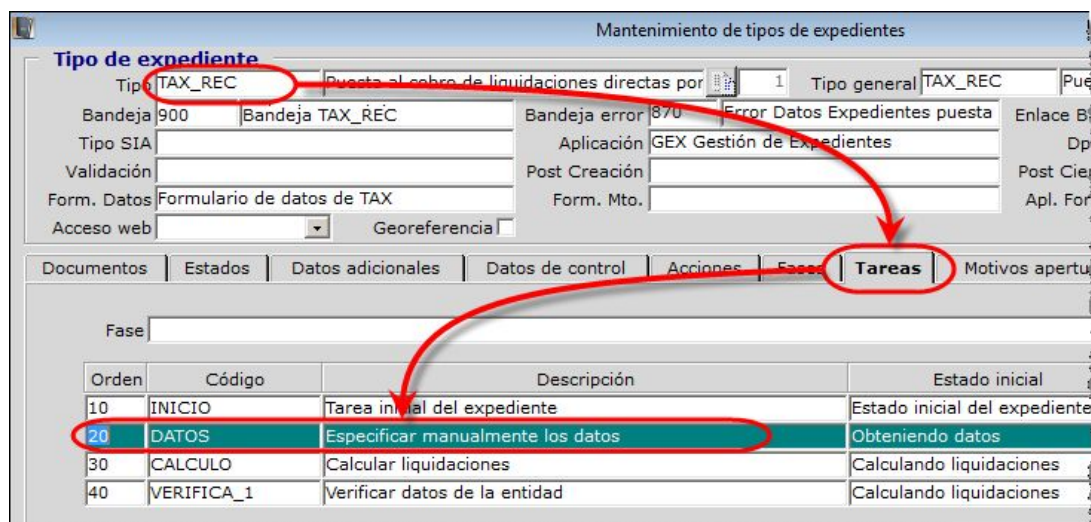 Mantenimiento de tipos de expedientes
Tipo de expediente
Tipo TAX_REC Puesta al cobro de liquidaciones directas por 1 Tipo general TAX_REC
Bandeja 900 Bandeja TAX_REC Bandeja error 870 Error Datos Expedientes puesta Enlace
Tipo SIA Aplicación GEX Gestión de Expedientes
Validación Post Creación Post
Form. Datos Formulario de datos de TAX Form. Mto. Apl.
Acceso web Georeferencia
Documentos Estados Datos adicionales Datos de control Acciones Fases Tareas Motivos
Fase
Orden Código Descripción Estado inicial
10 INICIO Tarea inicial del expediente Estado inicial del expediente
20 DATOS Especificar manualmente los datos Obteniendo datos
30 CALCULO Calcular liquidaciones Calculando liquidaciones
40 VERIFICA_1 Verificar datos de la entidad Calculando liquidaciones